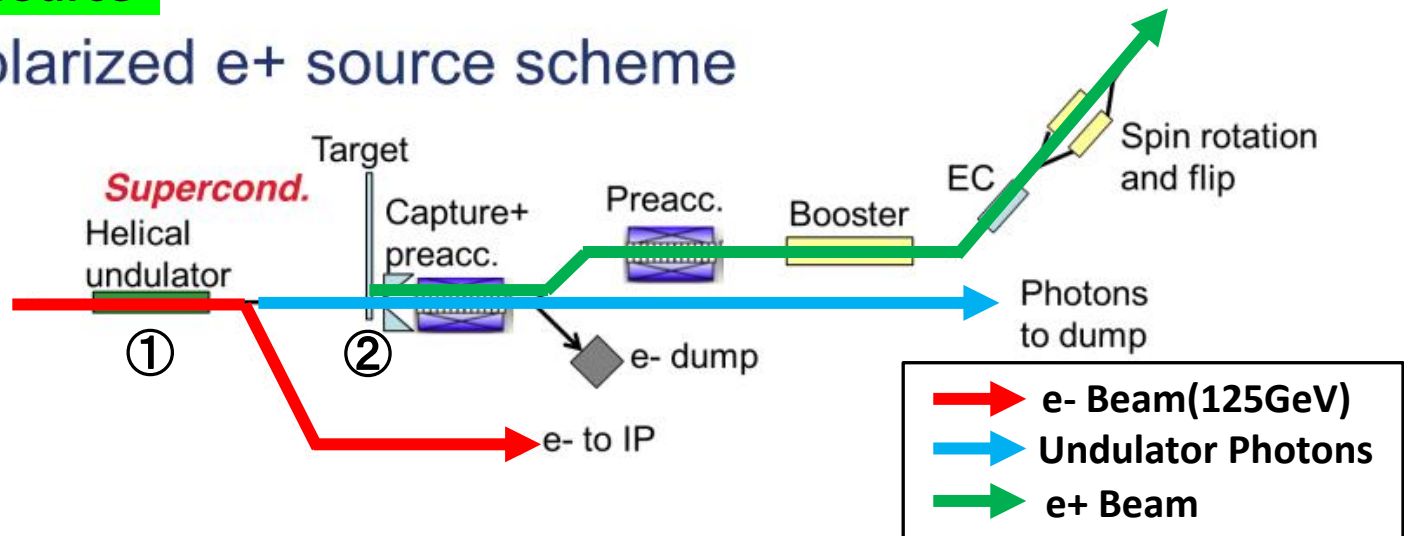 olarized e+ source scheme
Target
Supercond.
Helical
undulator
Capture+
preacc.
Preacc.
Booster
EC
Spin rotation
and flip
①
②
e- dump
Photons
to dump
e- to IP
e- Beam(125GeV)
Undulator Photons
e+ Beam